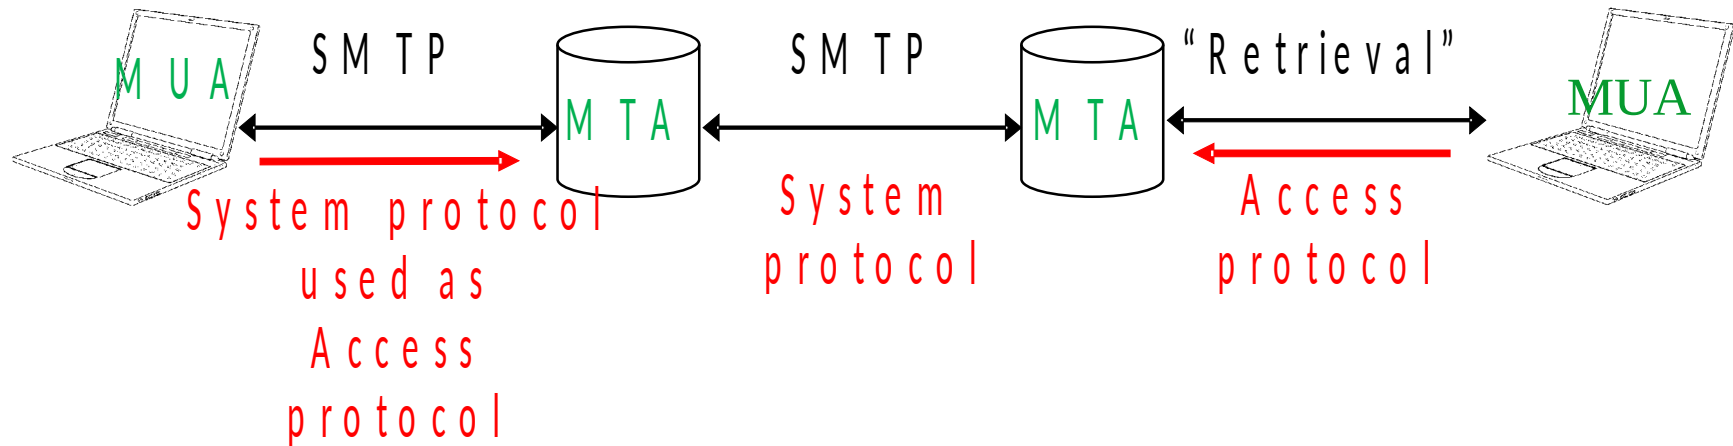 SMTP
SMTP
“Retrieval”
MUA
MTA
MTA
MUA
System protocol
used as
Access
protocol
System
protocol
Access
protocol